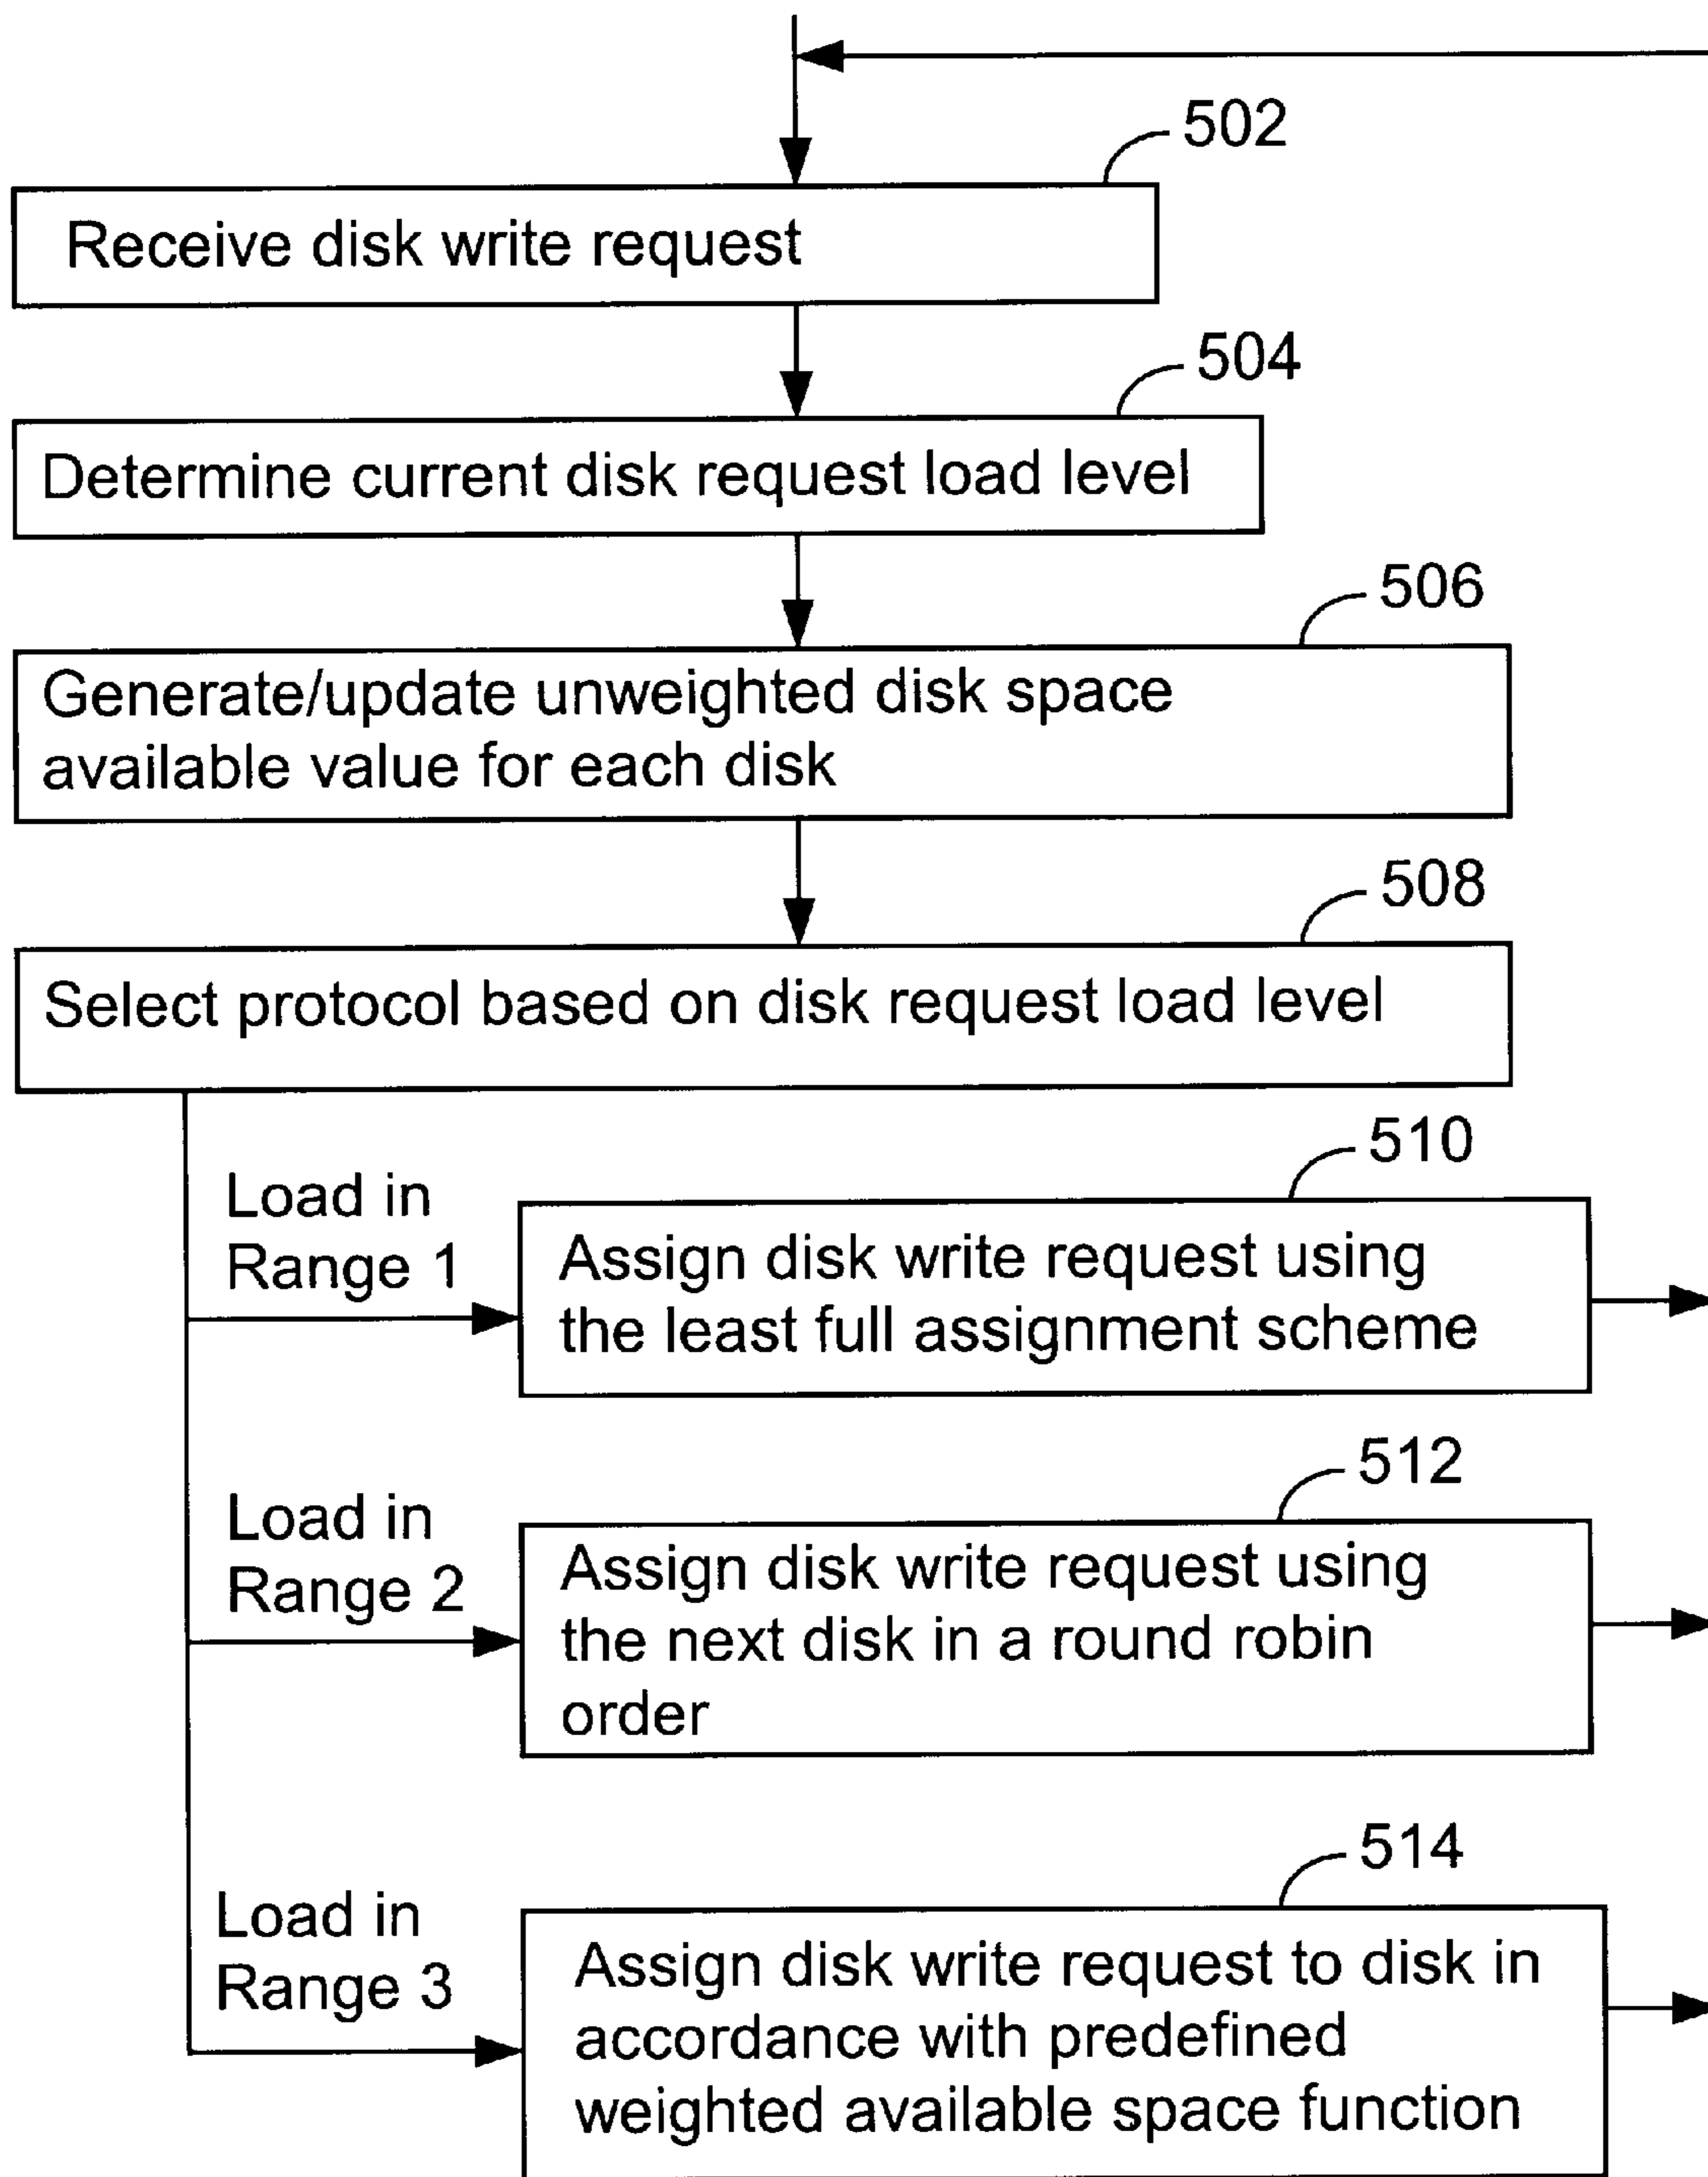 502
Receive disk write request
504
Determine current disk request load level
506
Generate/update unweighted disk space
available value for each disk
508
Select protocol based on disk request load level
510
Load in
Range 1
Assign disk write request using
the least full assignment scheme
512
Load in
Range 2
Assign disk write request using
the next disk in a round robin
order
514
Load in
Range 3
Assign disk write request to disk in
accordance with predefined
weighted available space function